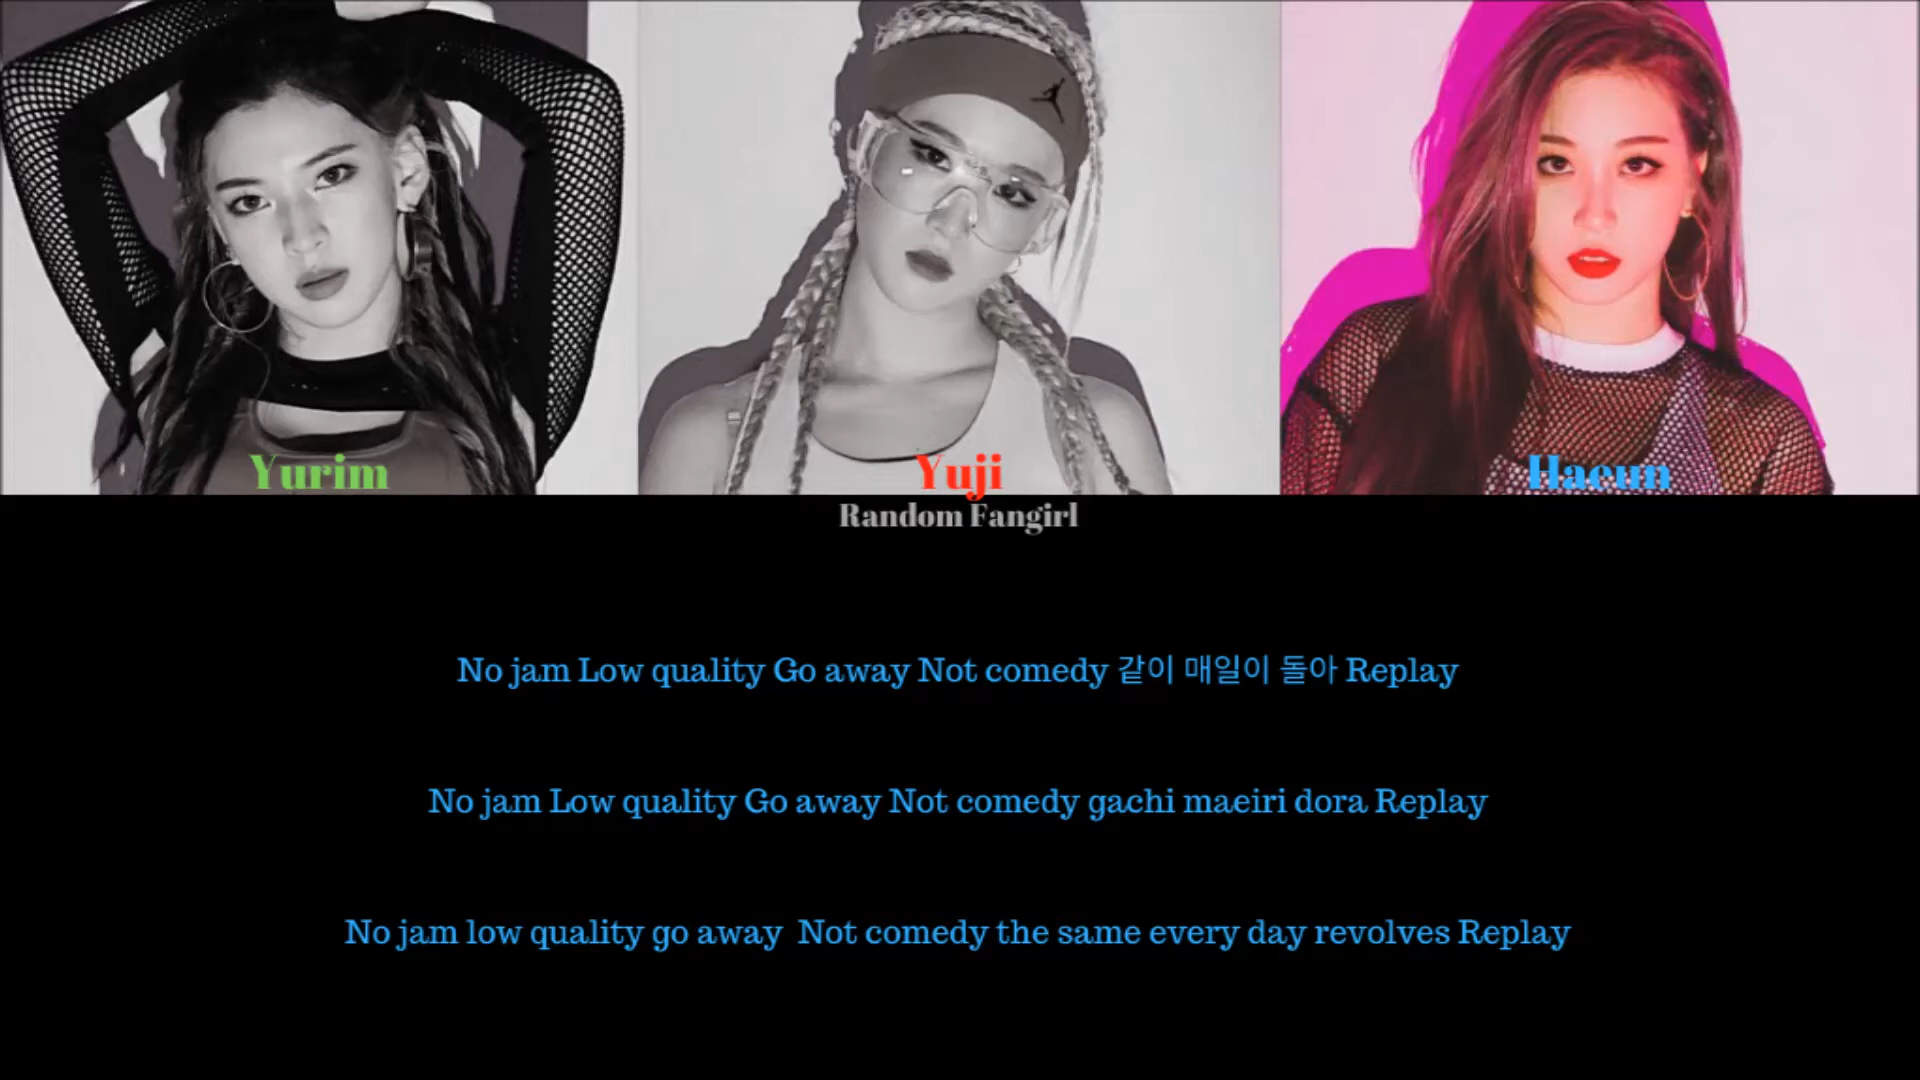 Yurim
Yuji
Haeun
Random Fangirl
No jam Low quality Go away Not comedy 같이 매일이 돌아 Replay
No jam Low quality Go away Not comedy gachi maeiri dora Replay
No jam low quality go away  Not comedy the same every day revolves Replay